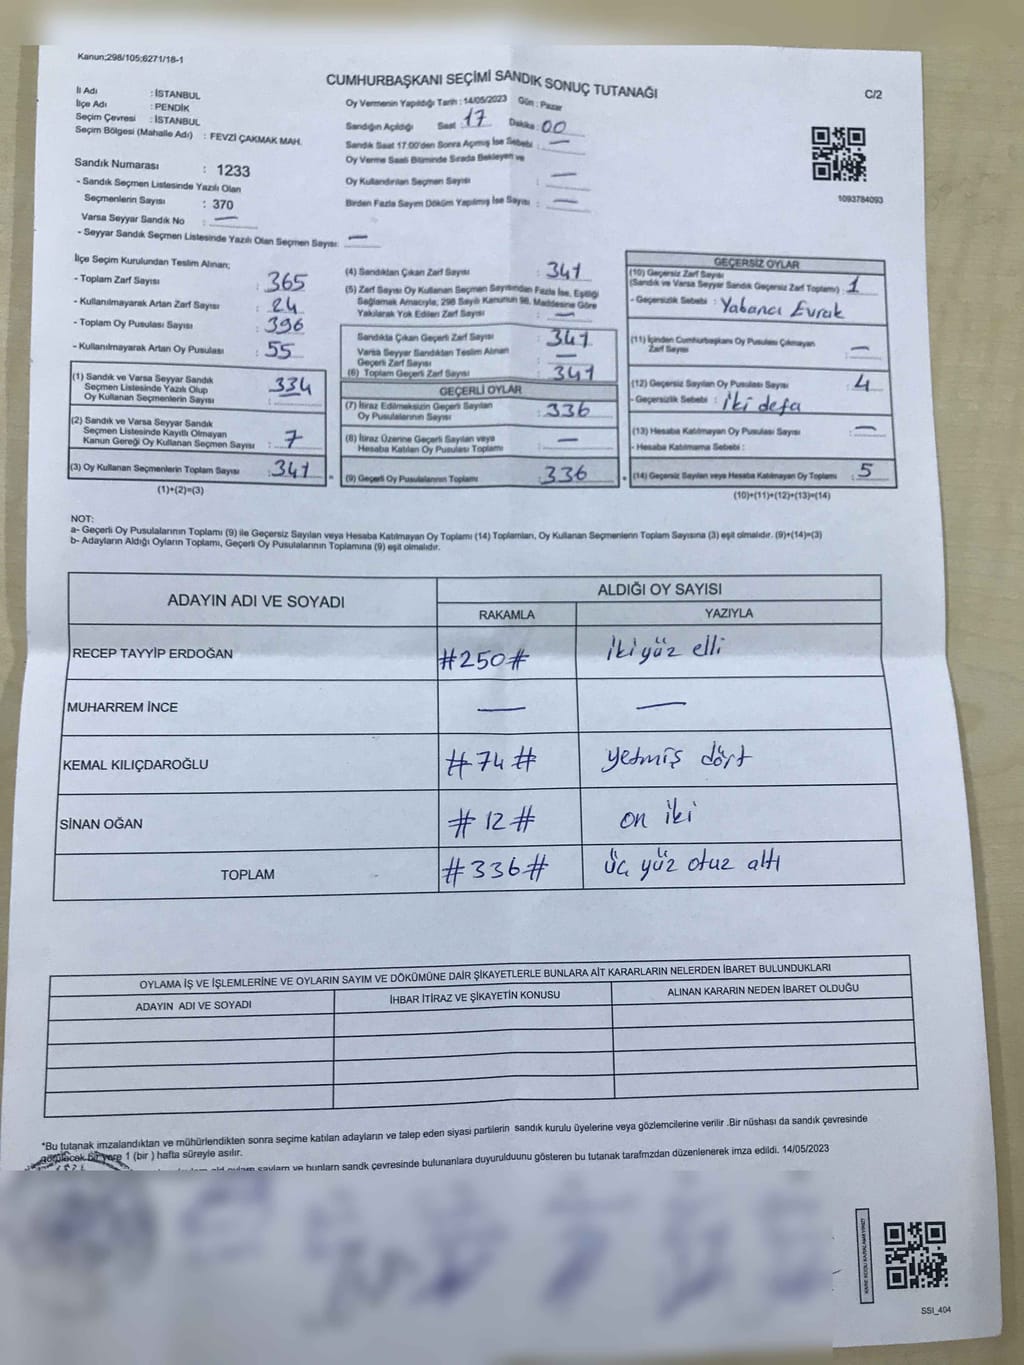 Kanun;298/105;6271/18-1
CUMHURBAŞKANI SEÇİMİ SANDIK SONUÇ TUTANAĞI
C/2
İl Adı : İSTANBUL
İlçe Adı : PENDİK
Seçim Çevresi : İSTANBUL
Seçim Bölgesi (Mahalle Adı) : FEVZİ ÇAKMAK MAH.
Sandık Numarası : 1233
- Sandık Seçmen Listesinde Yazılı Olan
Seçmenlerin Sayısı : 370
Varsa Seyyar Sandık No : —
- Seyyar Sandık Seçmen Listesinde Yazılı Olan Seçmen Sayısı: —
Oy Vermenin Yapıldığı Tarih : 14/05/2023 Gün : Pazar
Sandığın Açıldığı Saat : 17 Dakika : 00
Sandık Saat 17:00'den Sonra Açmış İse Sebebi : —
Oy Verme Saati Bitiminde Sırada Bekleyen ve
Oy Kullandırılan Seçmen Sayısı : —
Birden Fazla Sayım Döküm Yapılmış İse Sayısı : —
1093784093
İlçe Seçim Kurulundan Teslim Alınan;
- Toplam Zarf Sayısı : 365
- Kullanılmayarak Artan Zarf Sayısı : 24
- Toplam Oy Pusulası Sayısı : 396
- Kullanılmayarak Artan Oy Pusulası : 55
(1) Sandık ve Varsa Seyyar Sandık
Seçmen Listesinde Yazılı Olup
Oy Kullanan Seçmenlerin Sayısı : 334
(2) Sandık ve Varsa Seyyar Sandık
Seçmen Listesinde Kayıtlı Olmayan
Kanun Gereği Oy Kullanan Seçmen Sayısı : 7
(3) Oy Kullanan Seçmenlerin Toplam Sayısı : 341
(1)+(2)=(3)
(4) Sandıktan Çıkan Zarf Sayısı : 341
(5) Zarf Sayısı Oy Kullanan Seçmen Sayısından Fazla İse, Eşitliği
Sağlamak Amacıyla, 298 Sayılı Kanunun 98. Maddesine Göre
Yakılarak Yok Edilen Zarf Sayısı : —
Sandıkta Çıkan Geçerli Zarf Sayısı : 341
Varsa Seyyar Sandıktan Teslim Alınan
Geçerli Zarf Sayısı : —
(6) Toplam Geçerli Zarf Sayısı : 341
GEÇERLİ OYLAR
(7) İtiraz Edilmeksizin Geçerli Sayılan
Oy Pusulalarının Sayısı : 336
(8) İtiraz Üzerine Geçerli Sayılan veya
Hesaba Katılan Oy Pusulası Toplamı : —
(9) Geçerli Oy Pusulalarının Toplamı : 336
GEÇERSİZ OYLAR
(10) Geçersiz Zarf Sayısı
(Sandık ve Varsa Seyyar Sandık Geçersiz Zarf Toplamı) : 1
- Geçersizlik Sebebi : Yabancı Evrak
(11) İçinden Cumhurbaşkanı Oy Pusulası Çıkmayan
Zarf Sayısı : —
(12) Geçersiz Sayılan Oy Pusulası Sayısı : 4
- Geçersizlik Sebebi : İki defa
(13) Hesaba Katılmayan Oy Pusulası Sayısı : —
- Hesaba Katılmama Sebebi :
(14) Geçersiz Sayılan veya Hesaba Katılmayan Oy Toplamı : 5
(10)+(11)+(12)+(13)=(14)
NOT:
a- Geçerli Oy Pusulalarının Toplamı (9) ile Geçersiz Sayılan veya Hesaba Katılmayan Oy Toplamı (14) Toplamları, Oy Kullanan Seçmenlerin Toplam Sayısına (3) eşit olmalıdır. (9)+(14)=(3)
b- Adayların Aldığı Oyların Toplamı, Geçerli Oy Pusulalarının Toplamına (9) eşit olmalıdır.
ADAYIN ADI VE SOYADI ALDIĞI OY SAYISI
RAKAMLA YAZIYLA
RECEP TAYYİP ERDOĞAN #250# iki yüz elli
MUHARREM İNCE — —
KEMAL KILIÇDAROĞLU #74# yetmiş dört
SİNAN OĞAN #12# on iki
TOPLAM #336# üç yüz otuz altı
OYLAMA İŞ VE İŞLEMLERİNE VE OYLARIN SAYIM VE DÖKÜMÜNE DAİR ŞİKAYETLERLE BUNLARA AİT KARARLARIN NELERDEN İBARET BULUNDUKLARI
ADAYIN ADI VE SOYADI İHBAR İTİRAZ VE ŞİKAYETİN KONUSU ALINAN KARARIN NEDEN İBARET OLDUĞU
*Bu tutanak imzalandıktan ve mühürlendikten sonra seçime katılan adayların ve talep eden siyasi partilerin sandık kurulu üyelerine veya gözlemcilerine verilir .Bir nüshası da sandık çevresinde
görülecek bir yere 1 (bir ) hafta süreyle asılır.
sandık çevresinde bulunanlara duyurulduunu gösteren bu tutanak tarafmzdan düzenlenerek imza edildi. 14/05/2023
SSI_404